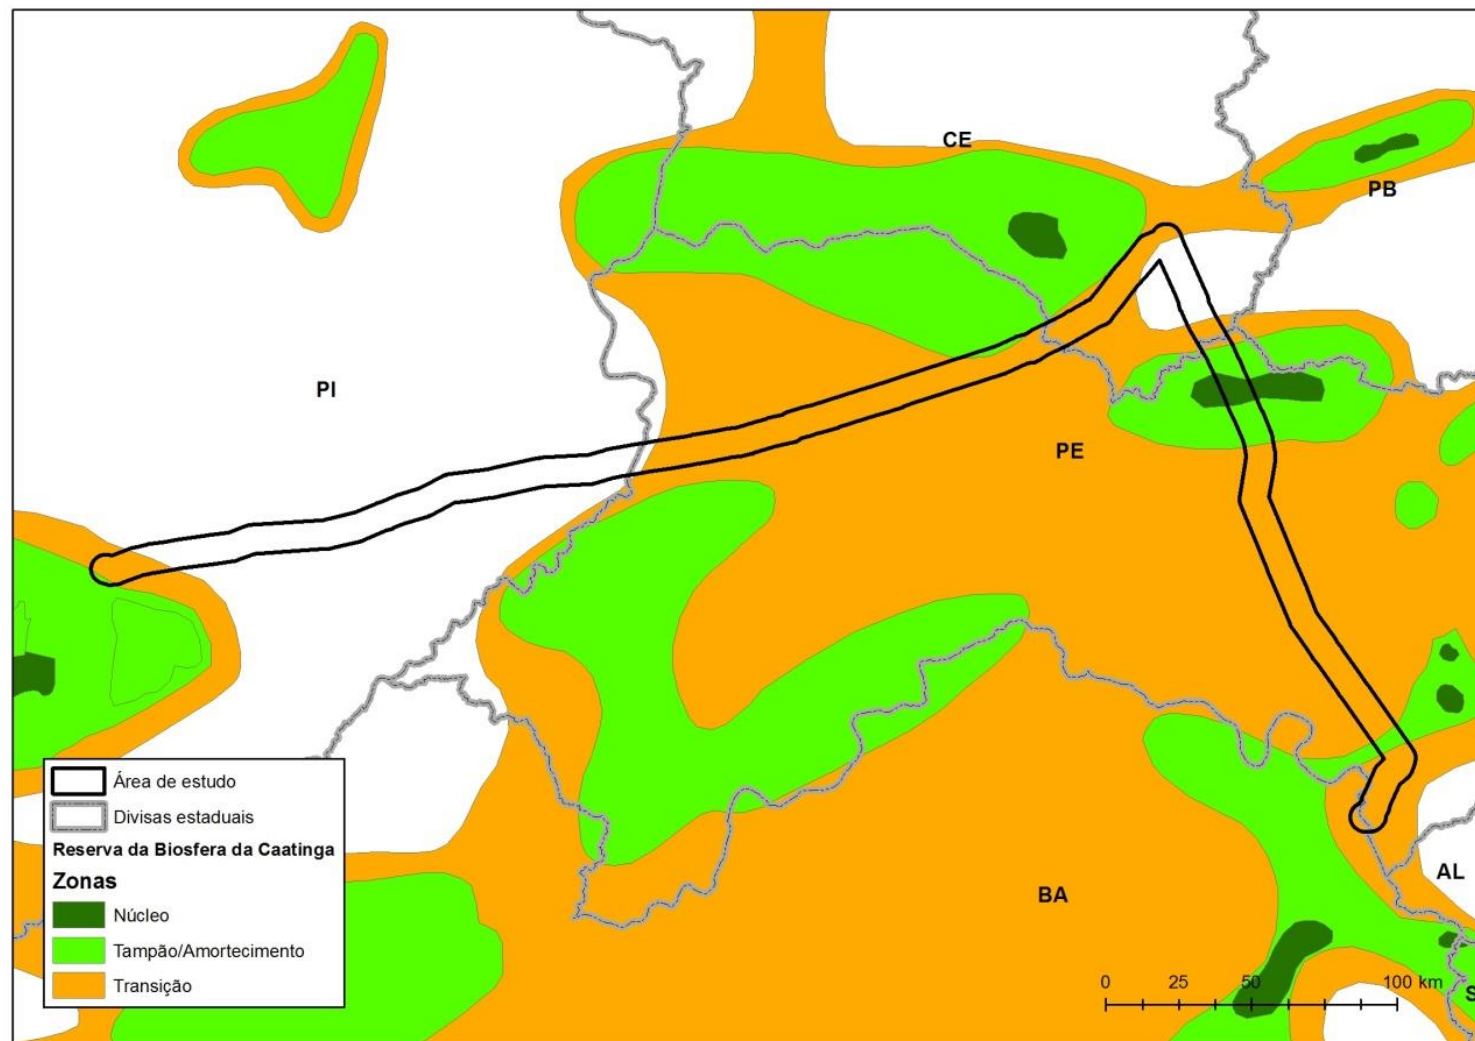 CE
PB
PI
PE
Área de estudo
Divisas estaduais
Reserva da Biosfera da Caatinga
Zonas
Núcleo
Tampão/Amortecimento
Transição
BA
AL
S
0 25 50 100 km